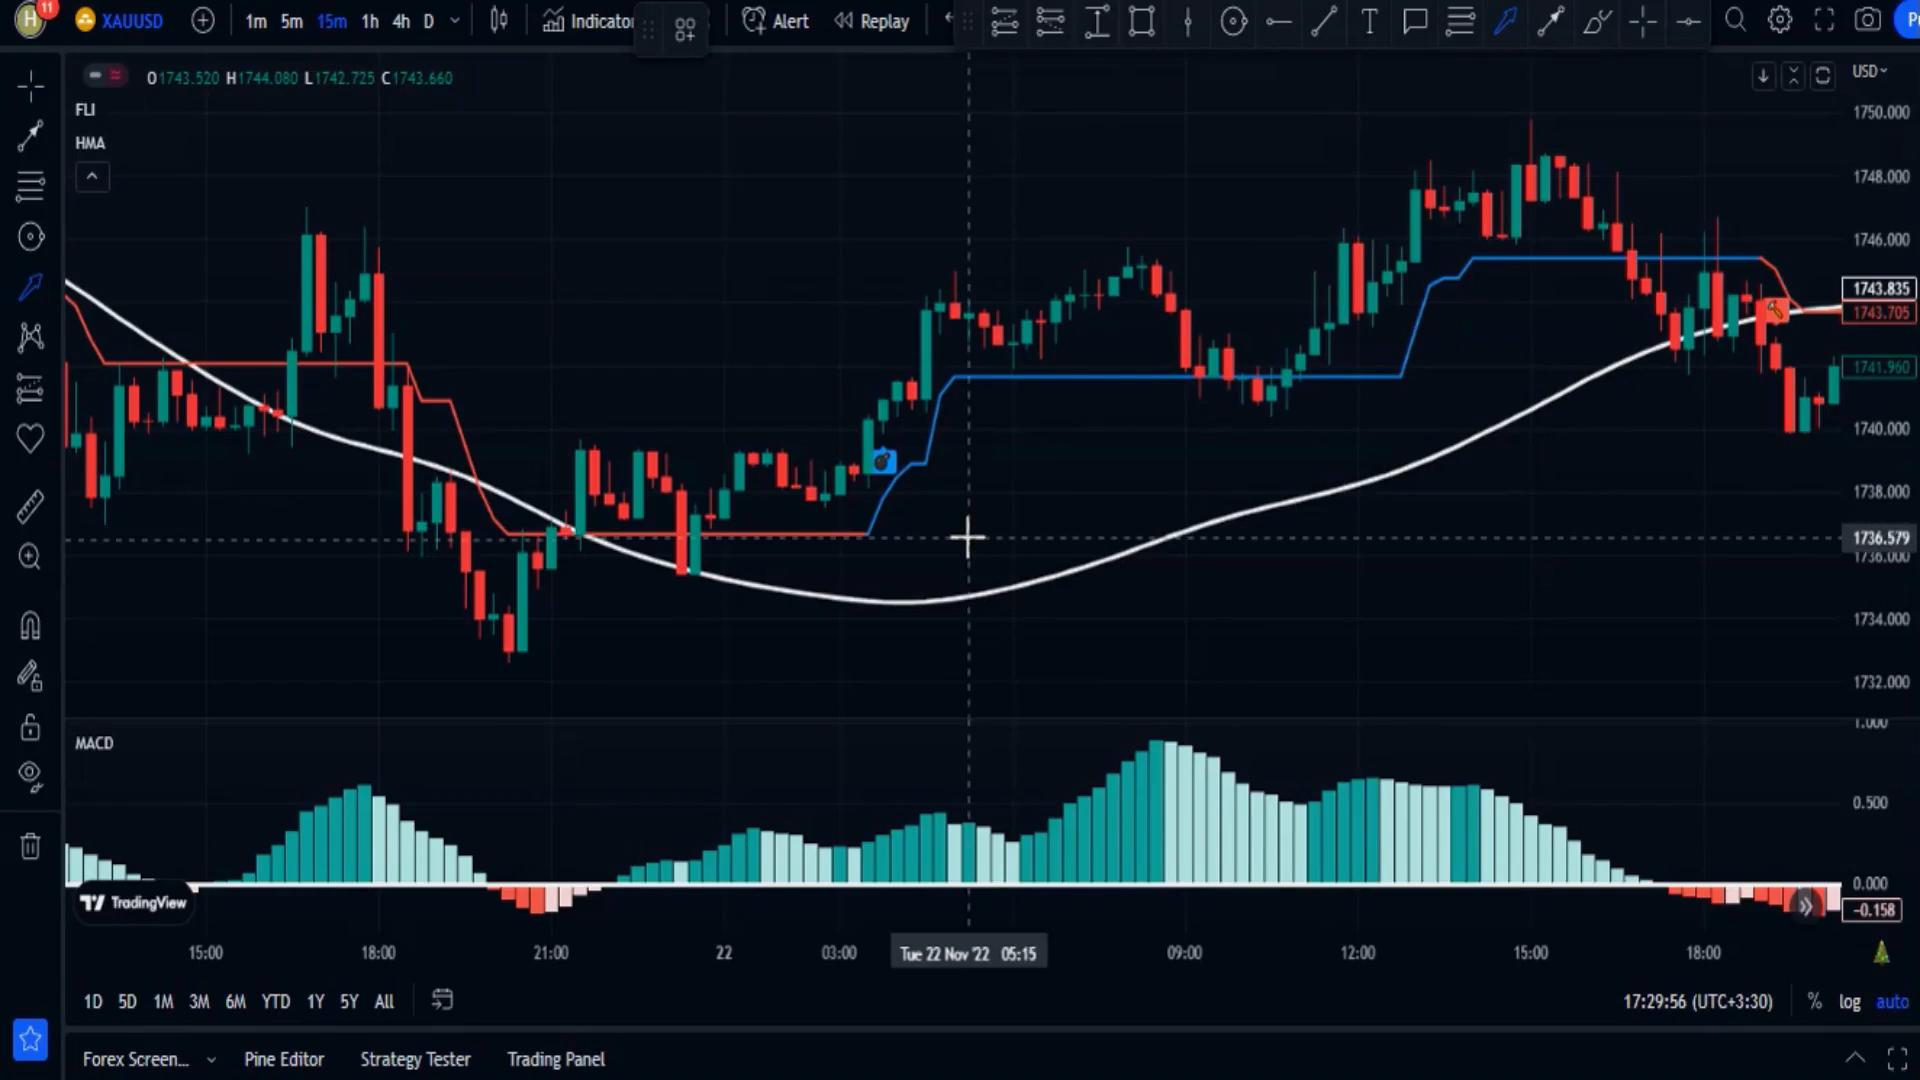 H 11 XAUUSD 1m 5m 15m 1h 4h D Indicator Alert Replay T
O1743.520 H1744.080 L1742.725 C1743.660
USD
FLI
HMA
1750.000
1748.000
1746.000
1743.835
1743.705
1741.960
1740.000
1738.000
1736.579
1736.000
1734.000
1732.000
MACD
1.000
0.500
0.000
-0.158
TradingView
15:00 18:00 21:00 22 03:00 Tue 22 Nov '22 05:15 09:00 12:00 15:00 18:00
1D 5D 1M 3M 6M YTD 1Y 5Y All 17:29:56 (UTC+3:30) % log auto
Forex Screen... Pine Editor Strategy Tester Trading Panel